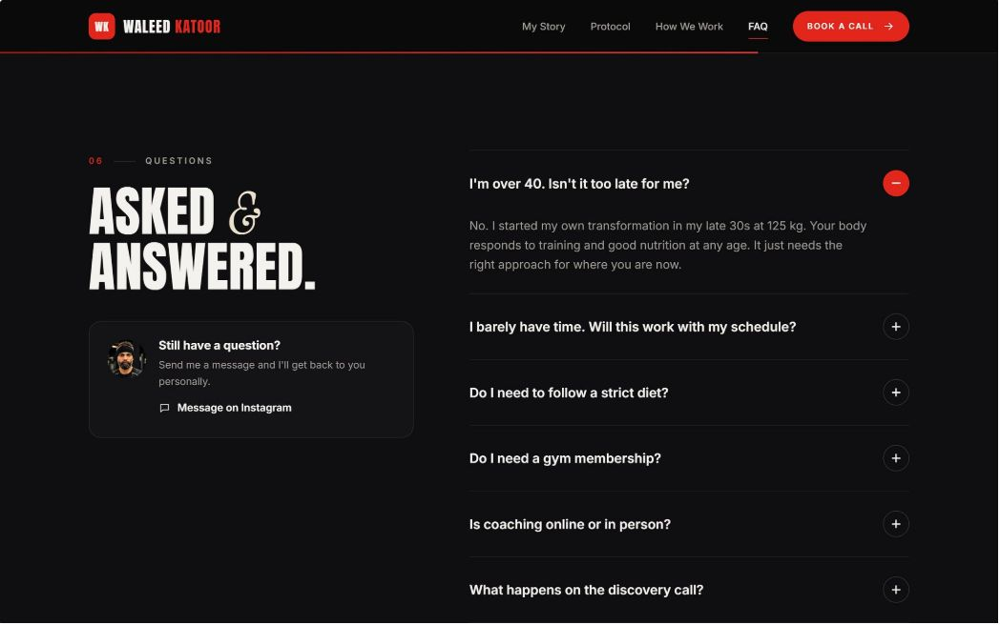 WK WALEED KATOOR
My Story
Protocol
How We Work
FAQ
BOOK A CALL →
06 — QUESTIONS
ASKED &
ANSWERED.
Still have a question?
Send me a message and I'll get back to you
personally.
Message on Instagram
I'm over 40. Isn't it too late for me?
No. I started my own transformation in my late 30s at 125 kg. Your body
responds to training and good nutrition at any age. It just needs the
right approach for where you are now.
I barely have time. Will this work with my schedule?
Do I need to follow a strict diet?
Do I need a gym membership?
Is coaching online or in person?
What happens on the discovery call?